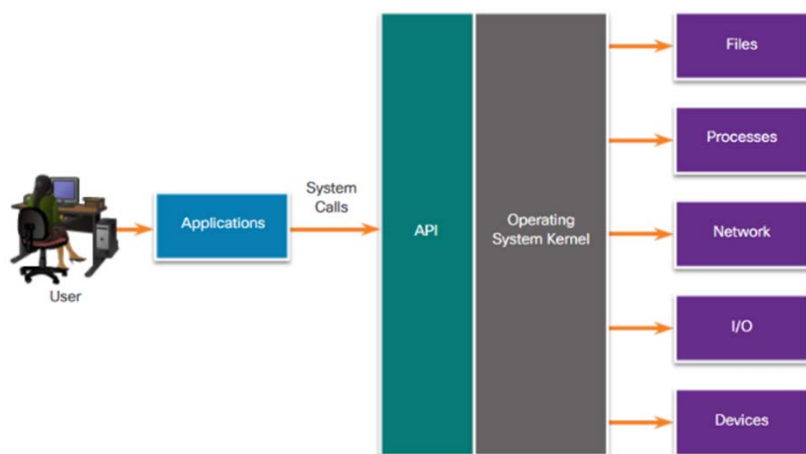 User
Applications
System
Calls
API
Operating
System Kernel
Files
Processes
Network
I/O
Devices